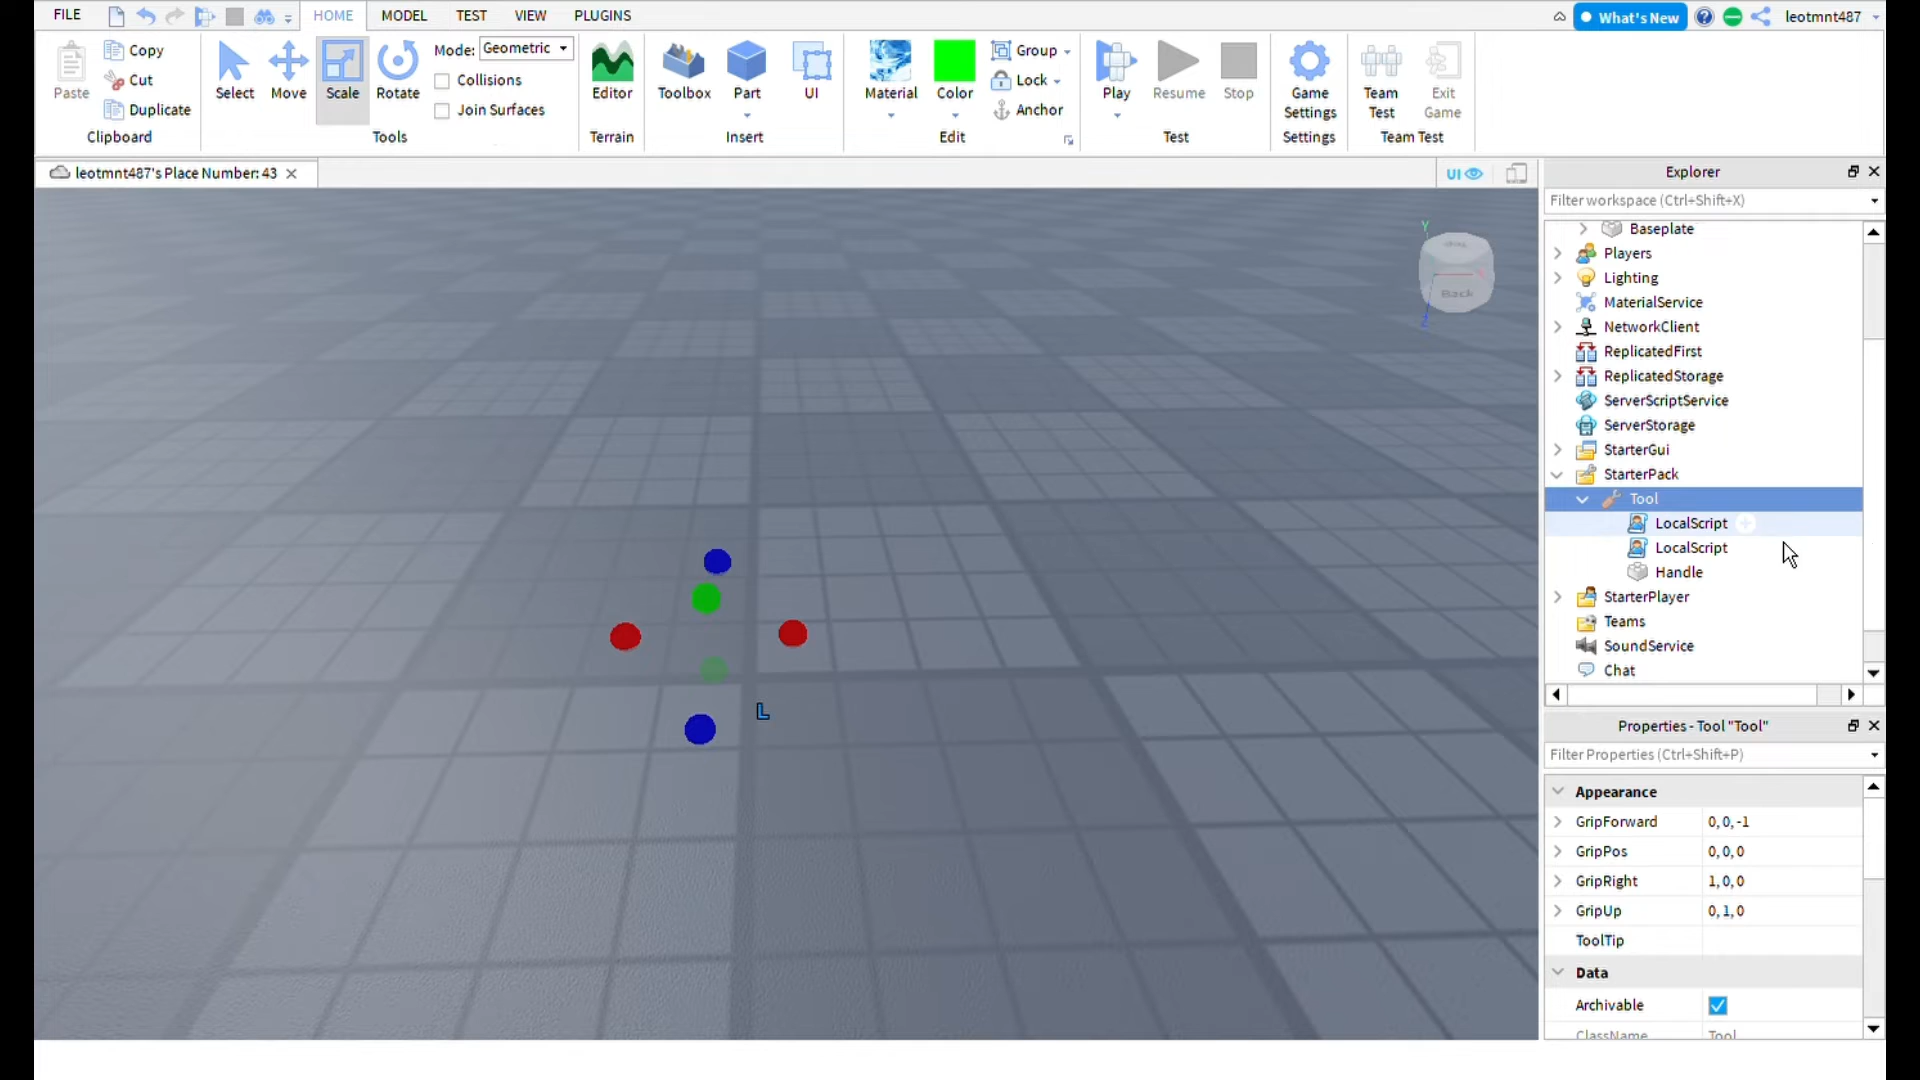 FILE HOME MODEL TEST VIEW PLUGINS What's New leotmnt487
Paste Copy Cut Duplicate
Clipboard
Select Move Scale Rotate
Mode: Geometric
Collisions
Join Surfaces
Tools
Editor
Terrain
Toolbox Part UI
Insert
Material Color
Group
Lock
Anchor
Edit
Play Resume Stop
Test
Game Settings
Settings
Team Test
Exit Game
Team Test
leotmnt487's Place Number: 43
UI
Y
Back
Z
L
Explorer
Filter workspace (Ctrl+Shift+X)
Baseplate
Players
Lighting
MaterialService
NetworkClient
ReplicatedFirst
ReplicatedStorage
ServerScriptService
ServerStorage
StarterGui
StarterPack
Tool
LocalScript
LocalScript
Handle
StarterPlayer
Teams
SoundService
Chat
Properties - Tool "Tool"
Filter Properties (Ctrl+Shift+P)
Appearance
GripForward 0, 0, -1
GripPos 0, 0, 0
GripRight 1, 0, 0
GripUp 0, 1, 0
ToolTip
Data
Archivable
ClassName Tool